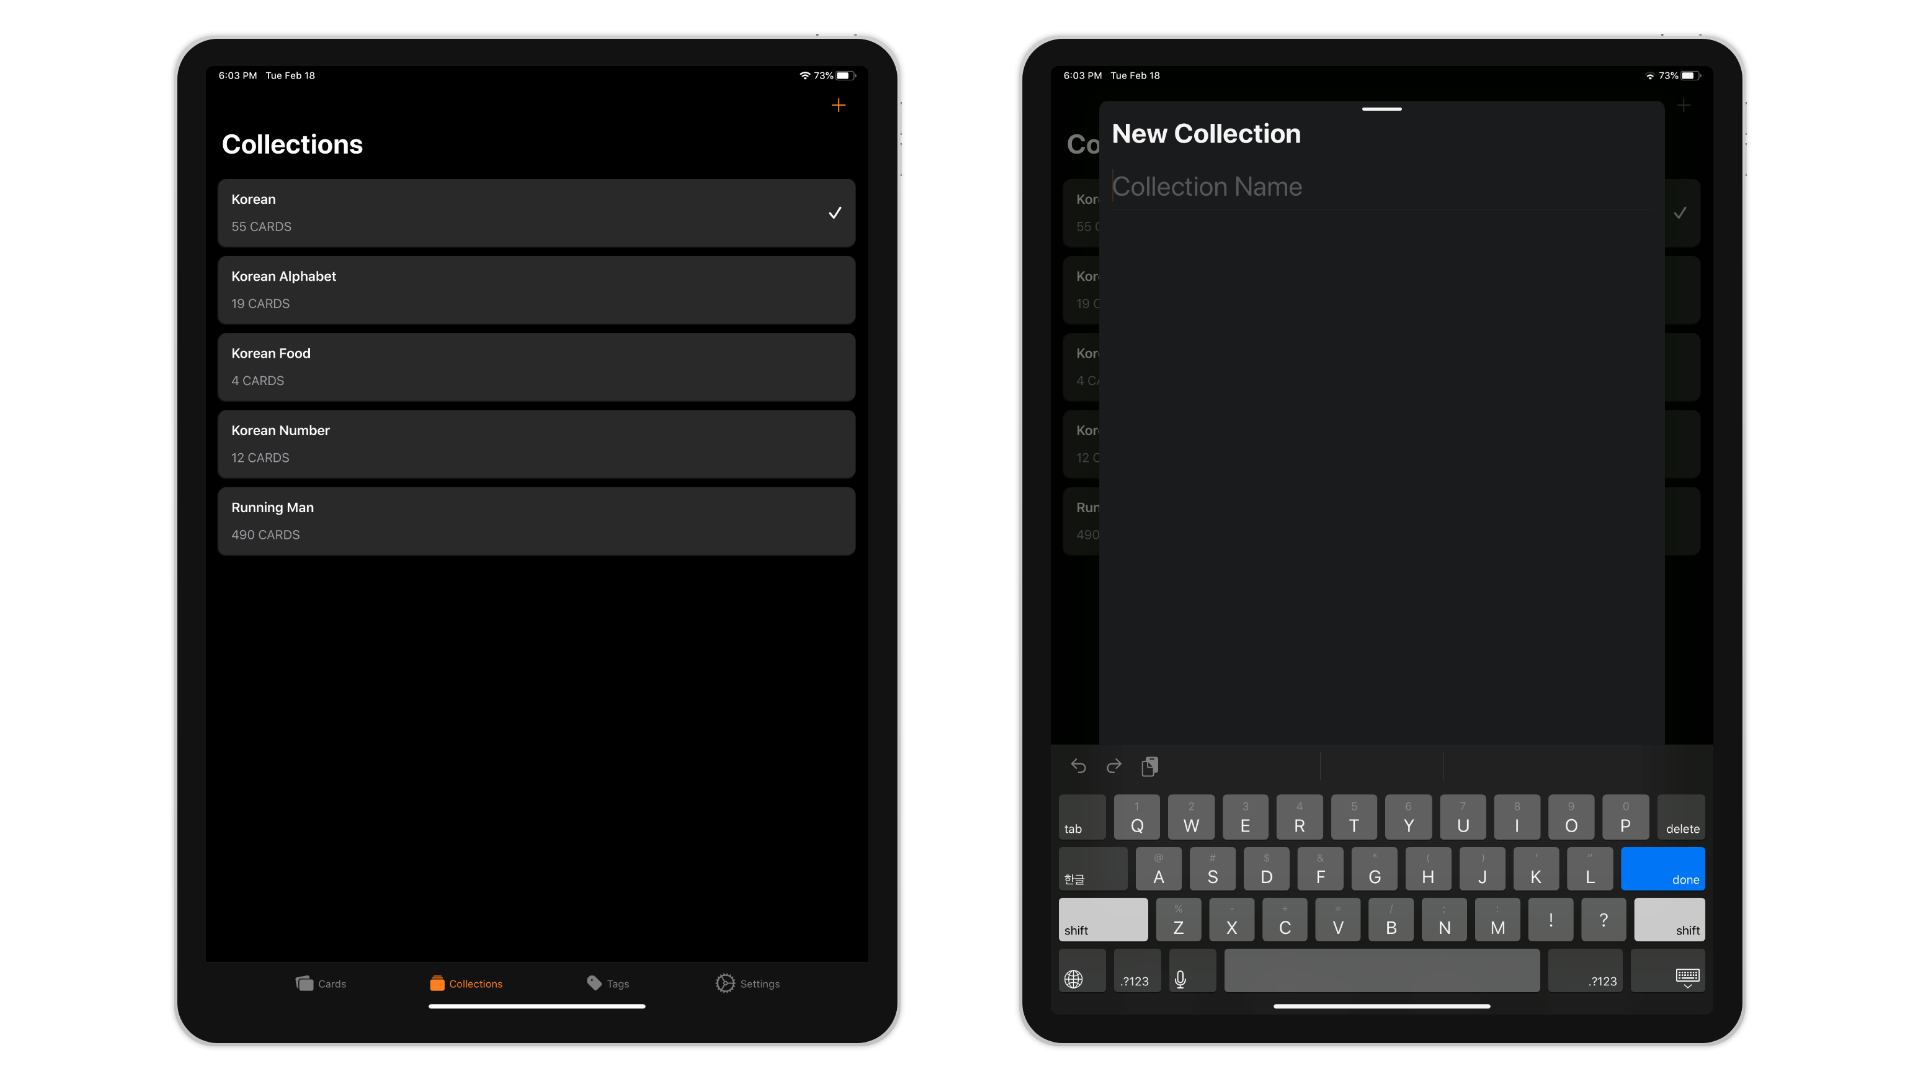 6:03 PM Tue Feb 18 73%
Collections
Korean
55 CARDS
Korean Alphabet
19 CARDS
Korean Food
4 CARDS
Korean Number
12 CARDS
Running Man
490 CARDS
Cards Collections Tags Settings
6:03 PM Tue Feb 18 73%
New Collection
Co
Collection Name
Kor
55
Kor
19
Kor
4
Kor
12
Run
490
1 2 3 4 5 6 7 8 9 0
tab Q W E R T Y U I O P delete
@ # $ & * ( ) ' "
한글 A S D F G H J K L done
% - + = / ; :
shift Z X C V B N M ! ? shift
.?123 .?123